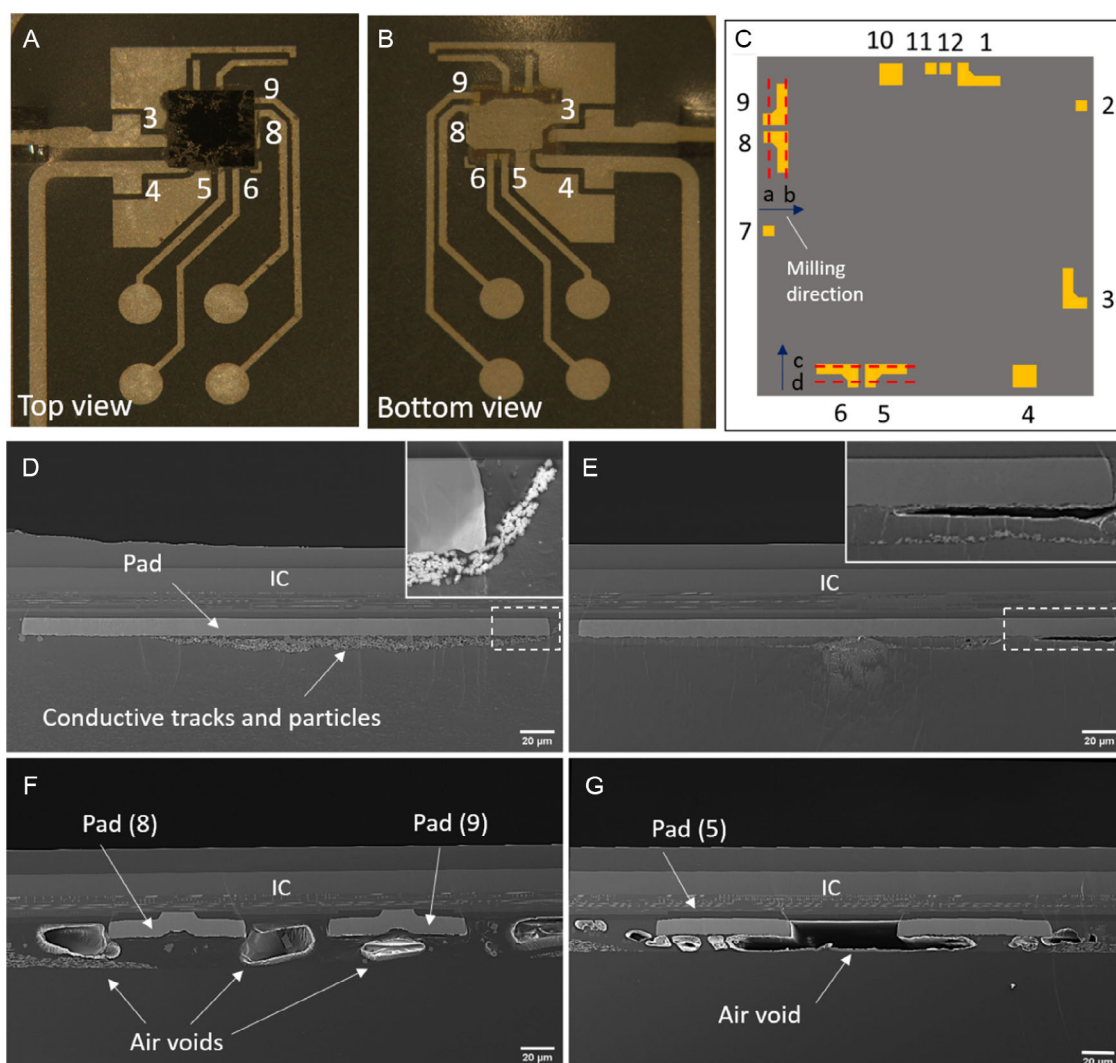 A
9
3
8
4
5
6
Top view
B
9
3
8
6
5
4
Bottom view
C
10 11 12 1
9
2
8
a b
7
Milling
direction
3
c
d
6 5 4
D
Pad
IC
Conductive tracks and particles
20 µm
E
IC
20 µm
F
Pad (8)
Pad (9)
IC
Air voids
20 µm
G
Pad (5)
IC
Air void
20 µm